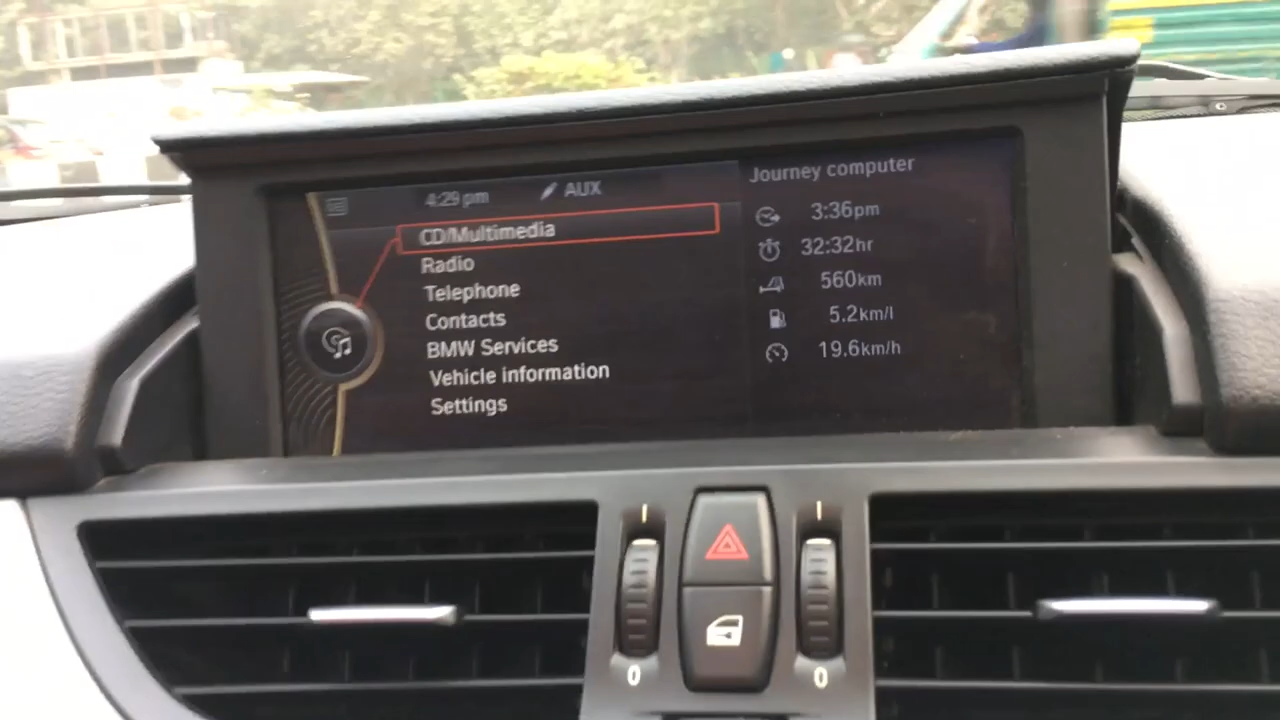 4:29 pm AUX
CD/Multimedia
Radio
Telephone
Contacts
BMW Services
Vehicle information
Settings
Journey computer
3:36pm
32:32hr
560km
5.2km/l
19.6km/h
0 0